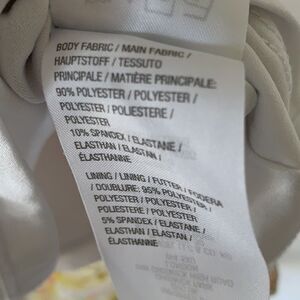 BODY FABRIC / MAIN FABRIC /
HAUPTSTOFF / TESSUTO
PRINCIPALE / MATIÈRE PRINCIPALE:
90% POLYESTER / POLYESTER /
POLYESTER / POLIESTERE /
POLYESTER
10% SPANDEX / ELASTANE /
ELASTHAN / ELASTAN /
ÉLASTHANNE
LINING / LINING / FUTTER / FODERA
/ DOUBLURE: 95% POLYESTER /
POLYESTER / POLYESTER /
POLIESTERE / POLYESTER
5% SPANDEX / ELASTANE /
ELASTHAN / ELASTAN /
ÉLASTHANNE